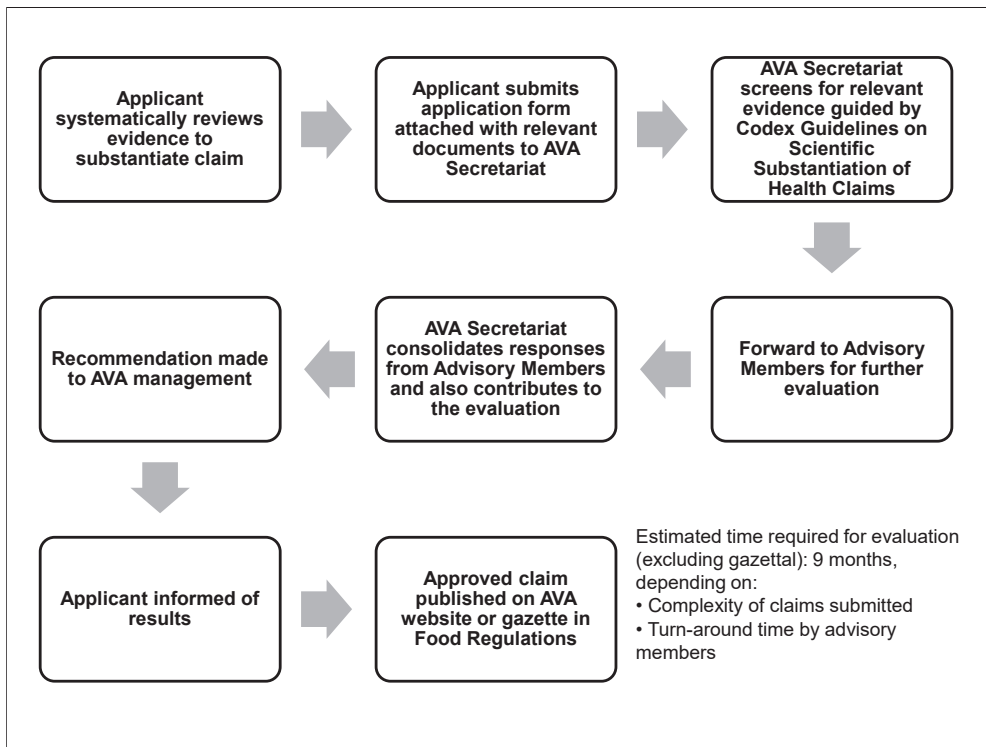 Applicant
systematically reviews
evidence to
substantiate claim
Applicant submits
application form
attached with relevant
documents to AVA
Secretariat
AVA Secretariat
screens for relevant
evidence guided by
Codex Guidelines on
Scientific
Substantiation of
Health Claims
Forward to Advisory
Members for further
evaluation
AVA Secretariat
consolidates responses
from Advisory Members
and also contributes to
the evaluation
Recommendation made
to AVA management
Applicant informed of
results
Approved claim
published on AVA
website or gazette in
Food Regulations
Estimated time required for evaluation
(excluding gazettal): 9 months,
depending on:
• Complexity of claims submitted
• Turn-around time by advisory
members